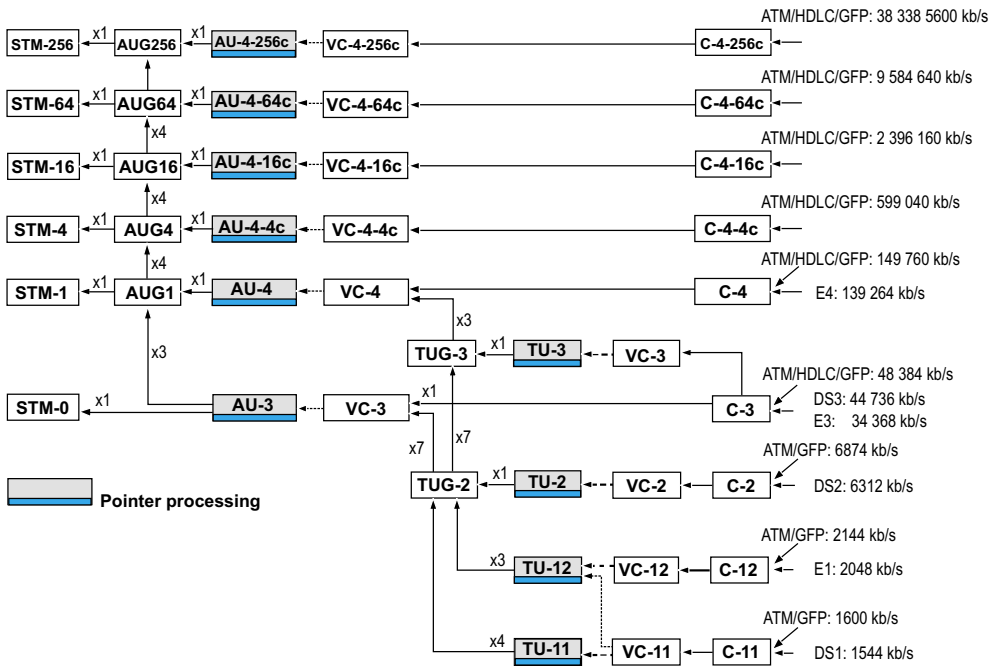 ATM/HDLC/GFP: 38 338 5600 kb/s
STM-256 x1 AUG256 x1 AU-4-256c VC-4-256c C-4-256c
ATM/HDLC/GFP: 9 584 640 kb/s
STM-64 x1 AUG64 x1 AU-4-64c VC-4-64c C-4-64c
x4
ATM/HDLC/GFP: 2 396 160 kb/s
STM-16 x1 AUG16 x1 AU-4-16c VC-4-16c C-4-16c
x4
ATM/HDLC/GFP: 599 040 kb/s
STM-4 x1 AUG4 x1 AU-4-4c VC-4-4c C-4-4c
x4
ATM/HDLC/GFP: 149 760 kb/s
STM-1 x1 AUG1 x1 AU-4 VC-4 C-4 E4: 139 264 kb/s
x3
x3 TUG-3 x1 TU-3 VC-3
ATM/HDLC/GFP: 48 384 kb/s
STM-0 x1 AU-3 VC-3 x1 C-3 DS3: 44 736 kb/s
E3: 34 368 kb/s
x7 x7
ATM/GFP: 6874 kb/s
TUG-2 x1 TU-2 VC-2 C-2 DS2: 6312 kb/s
Pointer processing
ATM/GFP: 2144 kb/s
x3 TU-12 VC-12 C-12 E1: 2048 kb/s
ATM/GFP: 1600 kb/s
x4 TU-11 VC-11 C-11 DS1: 1544 kb/s